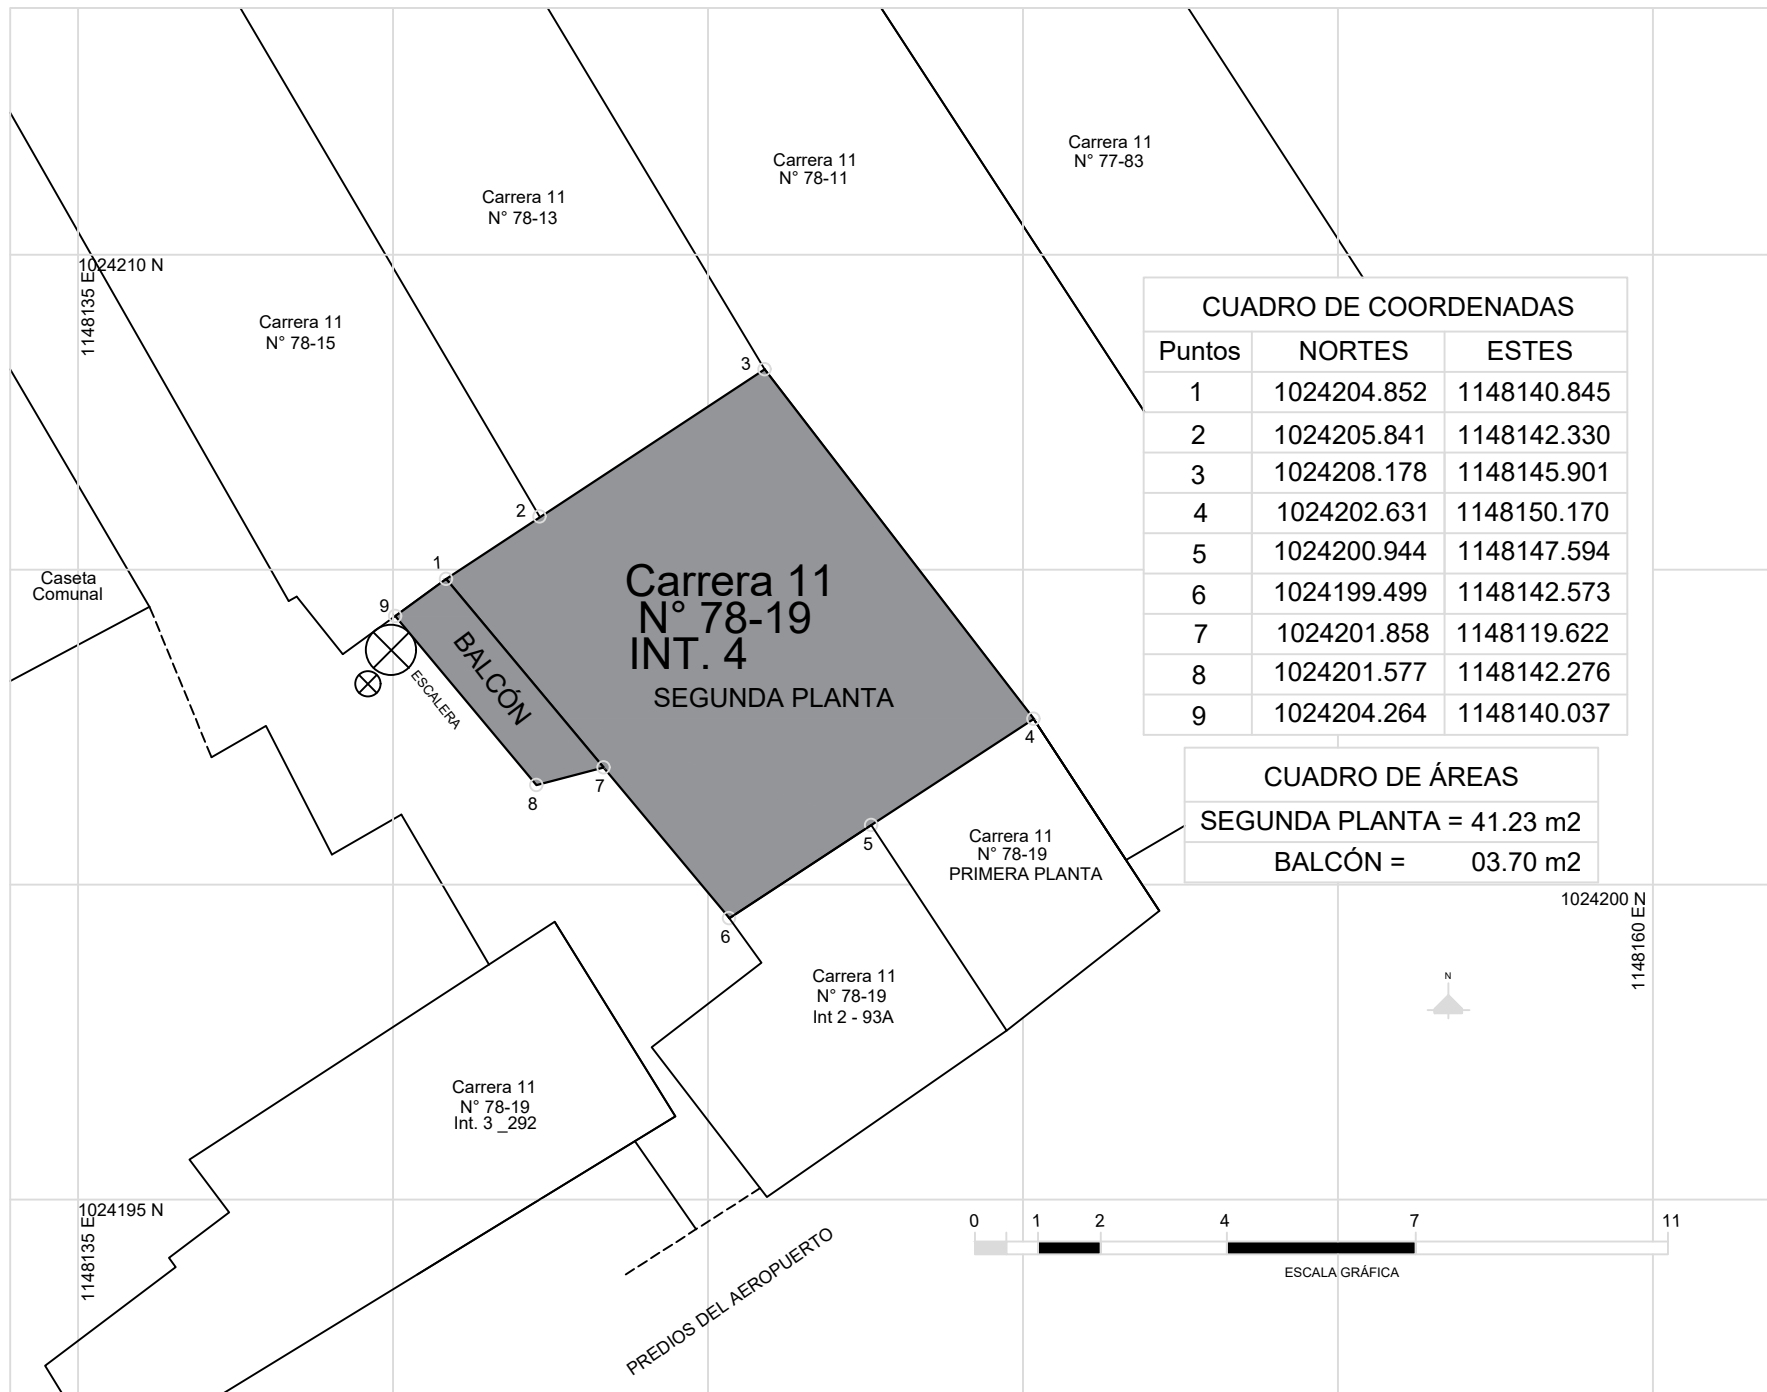 Carrera 11
N° 77-83
Carrera 11
N° 78-11
Carrera 11
N° 78-13
1024210 N
1148135 E
Carrera 11
N° 78-15
CUADRO DE COORDENADAS
Puntos NORTES ESTES
1 1024204.852 1148140.845
2 1024205.841 1148142.330
3 1024208.178 1148145.901
4 1024202.631 1148150.170
5 1024200.944 1148147.594
6 1024199.499 1148142.573
7 1024201.858 1148119.622
8 1024201.577 1148142.276
9 1024204.264 1148140.037
3
2
1
9
Caseta
Comunal
Carrera 11
N° 78-19
INT. 4
SEGUNDA PLANTA
BALCÓN
ESCALERA
4
7
8
5
6
CUADRO DE ÁREAS
SEGUNDA PLANTA = 41.23 m2
BALCÓN = 03.70 m2
Carrera 11
N° 78-19
PRIMERA PLANTA
1024200 N
1148160 E
Carrera 11
N° 78-19
Int 2 - 93A
N
Carrera 11
N° 78-19
Int. 3 _292
1024195 N
1148135 E
0 1 2 4 7 11
ESCALA GRÁFICA
PREDIOS DEL AEROPUERTO